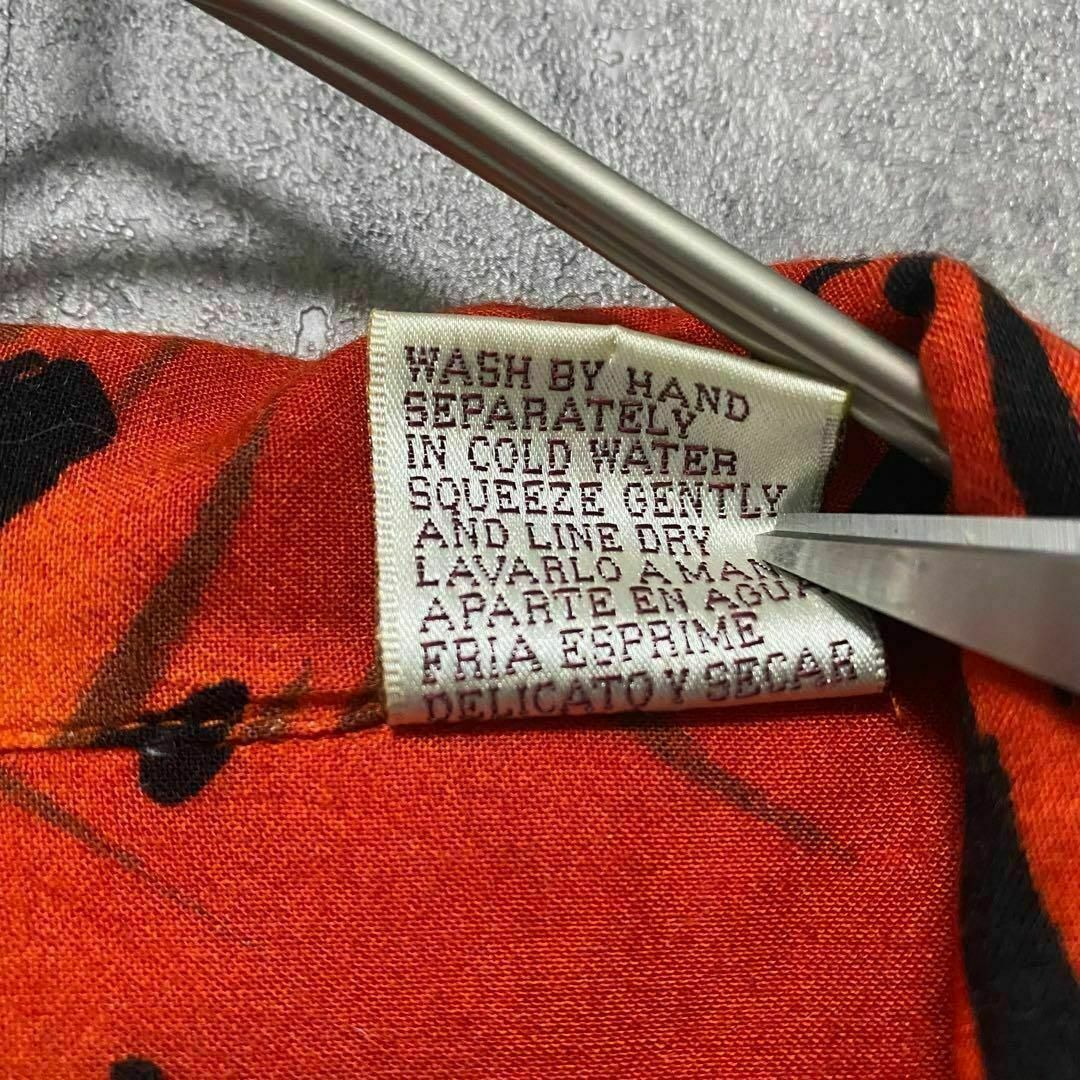 WASH BY HAND
SEPARATELY
IN COLD WATER
SQUEEZE GENTLY
AND LINE DRY
LAVARLO A MAN
APARTE EN AGUA
FRIA ESPRIME
DELICATO Y SECAR